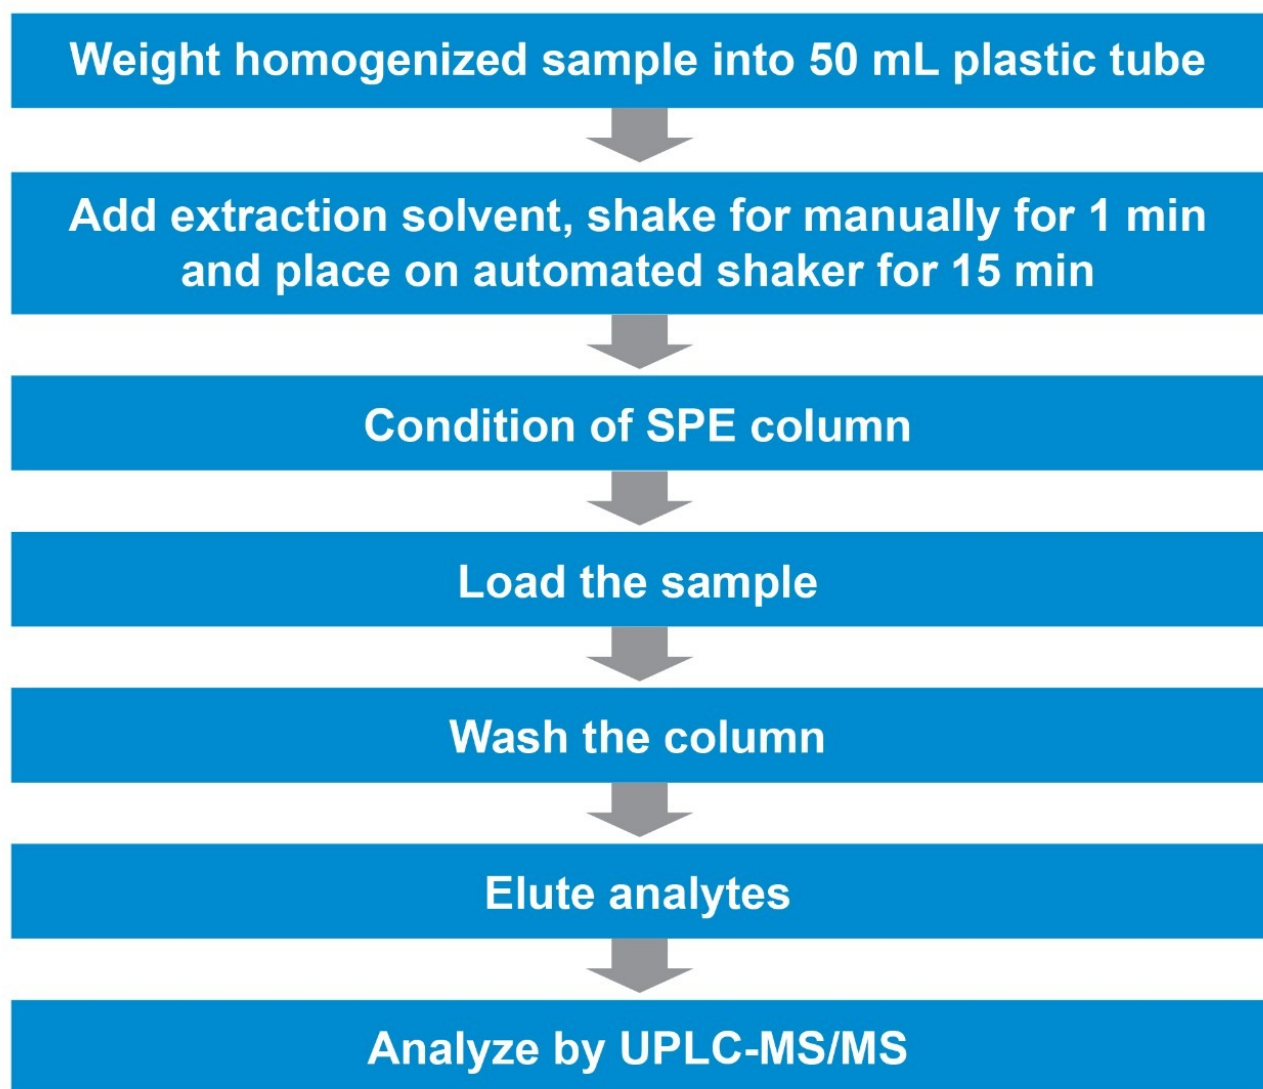 Weight homogenized sample into 50 mL plastic tube
Add extraction solvent, shake for manually for 1 min
and place on automated shaker for 15 min
Condition of SPE column
Load the sample
Wash the column
Elute analytes
Analyze by UPLC-MS/MS